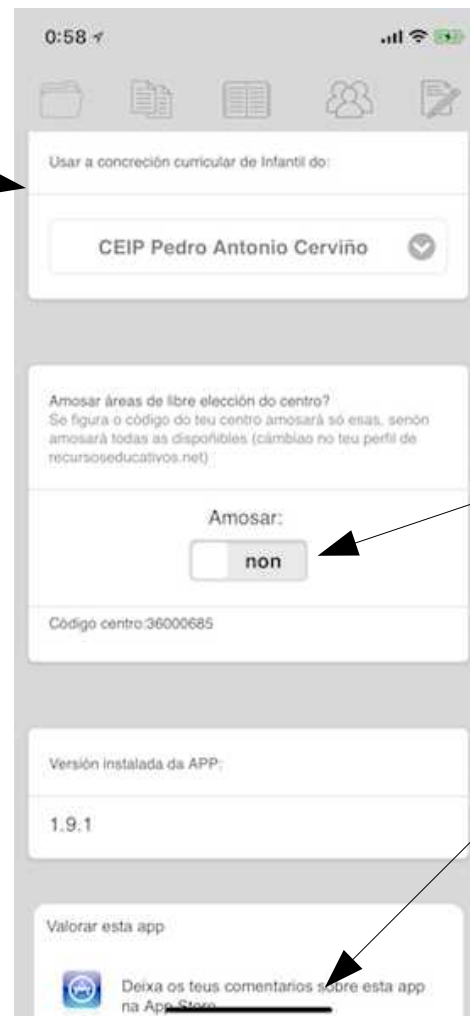 0:58
Usar a concreción curricular de Infantil do:
CEIP Pedro Antonio Cerviño
Amosar áreas de libre elección do centro?
Se figura o código do teu centro amosará só esas, senón
amosará todas as dispoñibles (cámbiao no teu perfil de
recursoseducativos.net)
Amosar:
non
Código centro:36000685
Versión instalada da APP:
1.9.1
Valorar esta app
Deixa os teus comentarios sobre esta app
na App Store